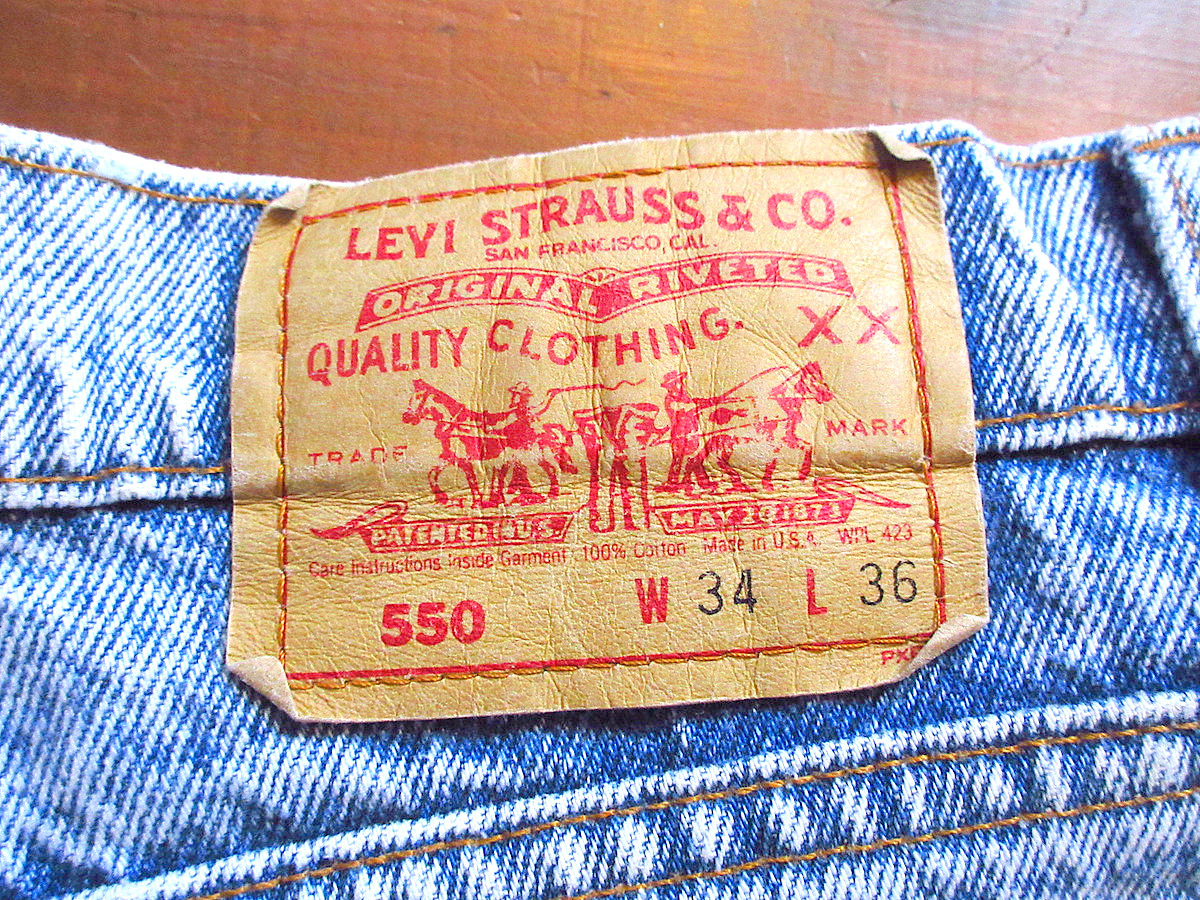 LEVI STRAUSS & CO.
SAN FRANCISCO, CAL.
ORIGINAL RIVETED
QUALITY CLOTHING. XX
TRADE MARK
PATENTED IN U.S. MAY 20 1873
Care instructions inside Garment 100% Cotton Made in U.S.A. WPL 423
550 W 34 L 36